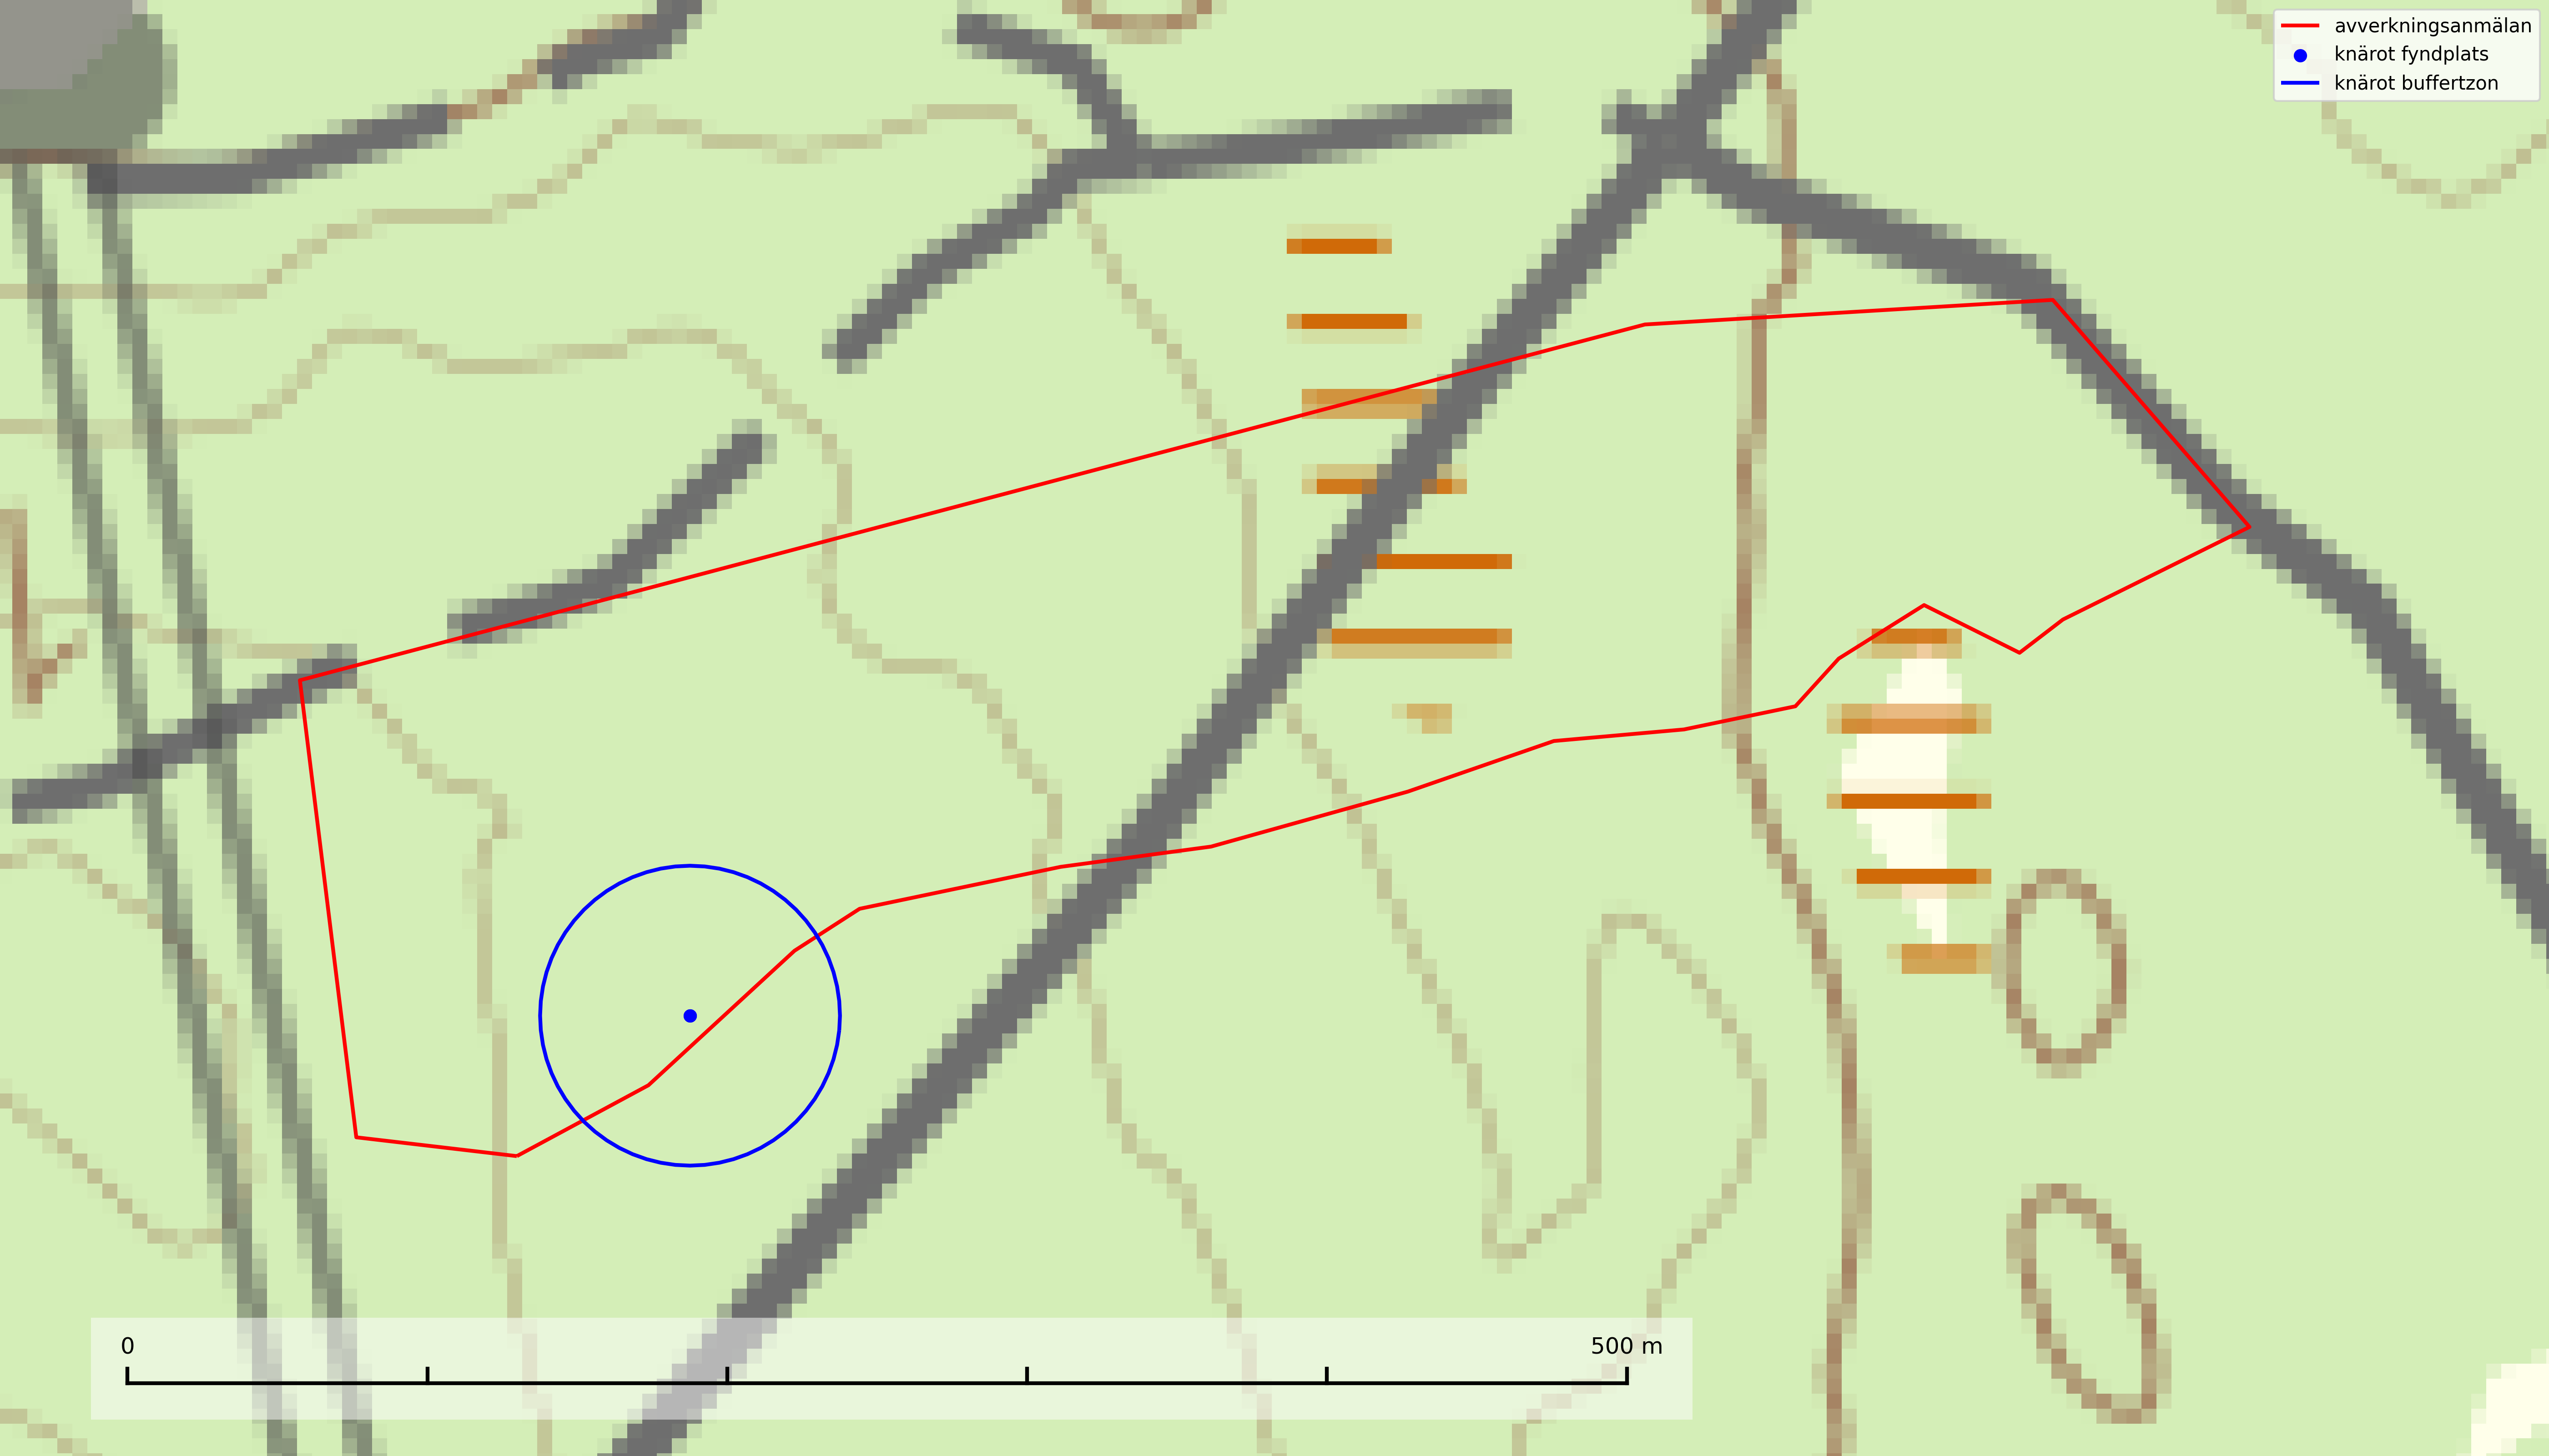 avverkningsanmälan
knärot fyndplats
knärot buffertzon
0
500 m